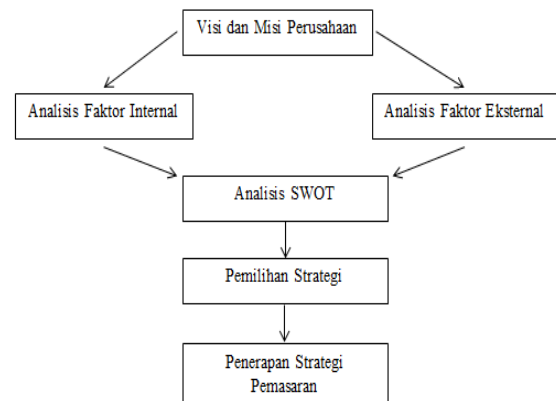 Visi dan Misi Perusahaan
Analisis Faktor Internal
Analisis Faktor Eksternal
Analisis SWOT
Pemilihan Strategi
Penerapan Strategi
Pemasaran